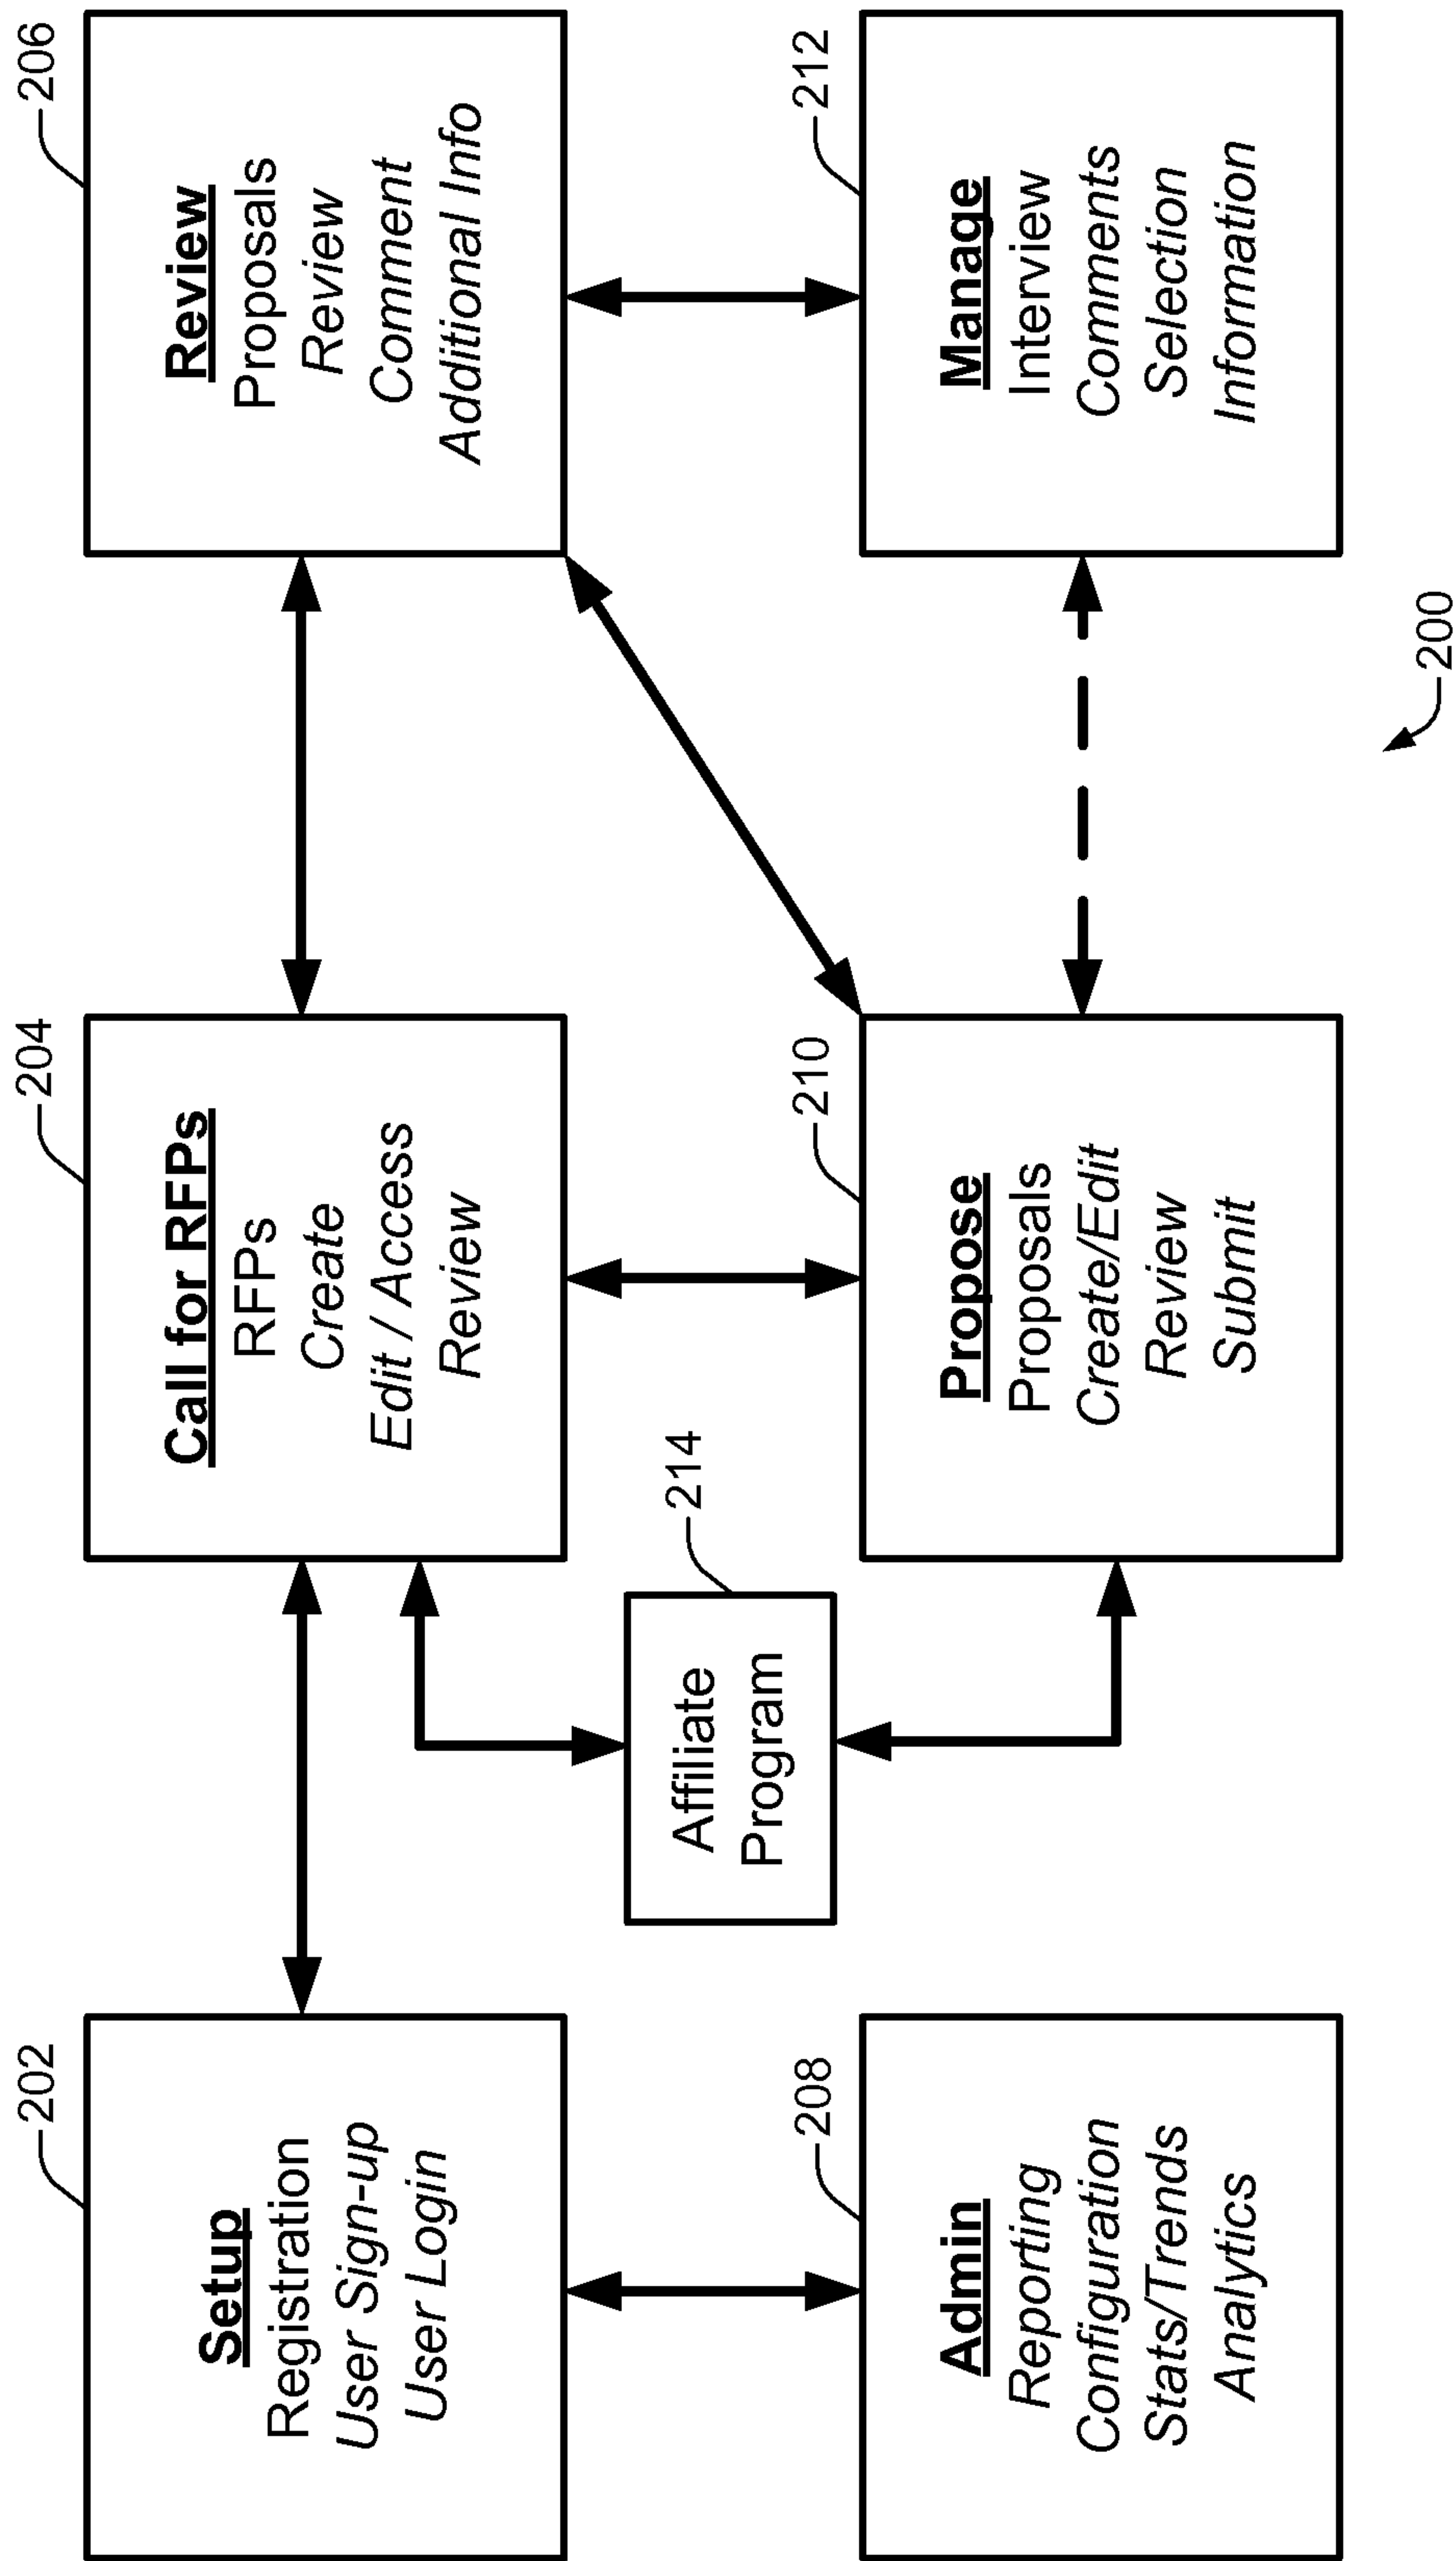 202
Setup
Registration
User Sign-up
User Login
204
Call for RFPs
RFPs
Create
Edit / Access
Review
206
Review
Proposals
Review
Comment
Additional Info
214
Affiliate
Program
208
Admin
Reporting
Configuration
Stats/Trends
Analytics
210
Propose
Proposals
Create/Edit
Review
Submit
212
Manage
Interview
Comments
Selection
Information
200